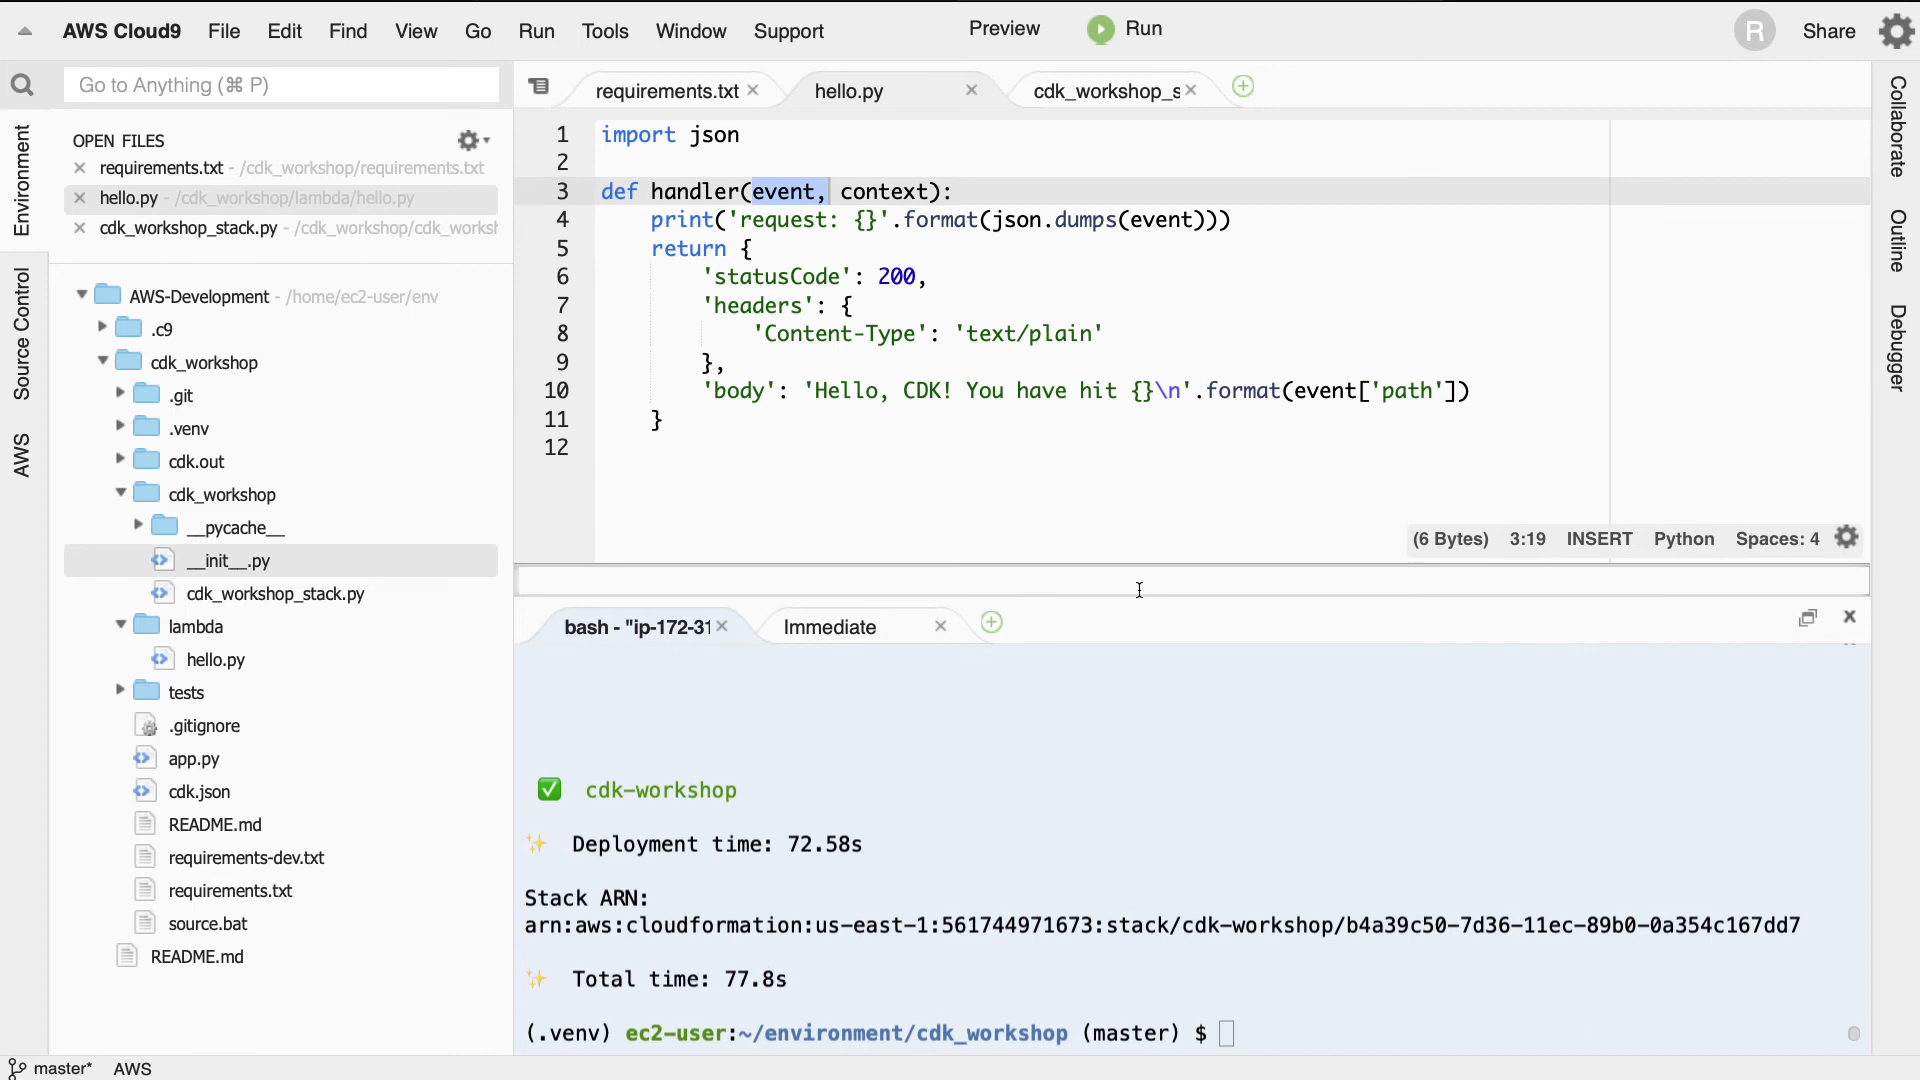 AWS Cloud9 File Edit Find View Go Run Tools Window Support Preview Run R Share
Go to Anything (⌘ P)
requirements.txt hello.py cdk_workshop_s
Environment
Source Control
AWS
OPEN FILES
requirements.txt - /cdk_workshop/requirements.txt
hello.py - /cdk_workshop/lambda/hello.py
cdk_workshop_stack.py - /cdk_workshop/cdk_worksh
AWS-Development - /home/ec2-user/env
.c9
cdk_workshop
.git
.venv
cdk.out
cdk_workshop
__pycache__
__init__.py
cdk_workshop_stack.py
lambda
hello.py
tests
.gitignore
app.py
cdk.json
README.md
requirements-dev.txt
requirements.txt
source.bat
README.md
1 import json
2
3 def handler(event, context):
4     print('request: {}'.format(json.dumps(event)))
5     return {
6         'statusCode': 200,
7         'headers': {
8             'Content-Type': 'text/plain'
9         },
10         'body': 'Hello, CDK! You have hit {}\n'.format(event['path'])
11     }
12
(6 Bytes) 3:19 INSERT Python Spaces: 4
bash - "ip-172-31 Immediate
✅ cdk-workshop
✨ Deployment time: 72.58s
Stack ARN:
arn:aws:cloudformation:us-east-1:561744971673:stack/cdk-workshop/b4a39c50-7d36-11ec-89b0-0a354c167dd7
✨ Total time: 77.8s
(.venv) ec2-user:~/environment/cdk_workshop (master) $
Collaborate
Outline
Debugger
master* AWS